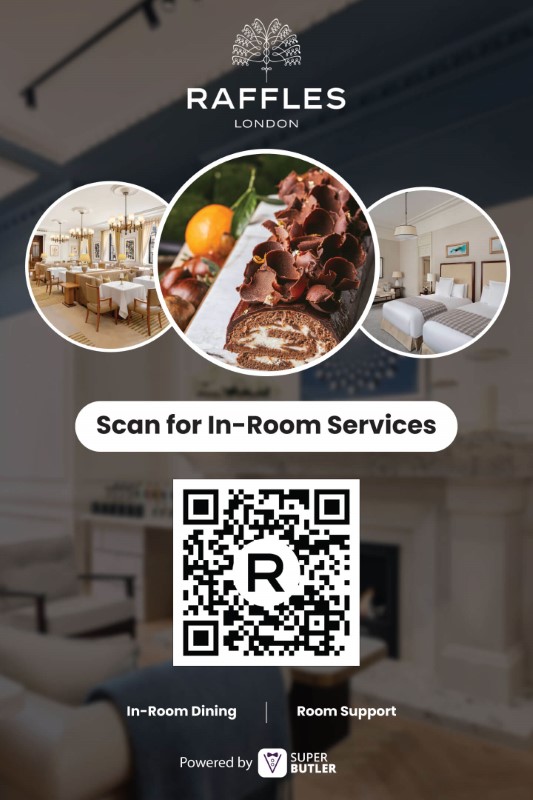 RAFFLES
LONDON
Scan for In-Room Services
R
In-Room Dining | Room Support
Powered by SUPER
BUTLER